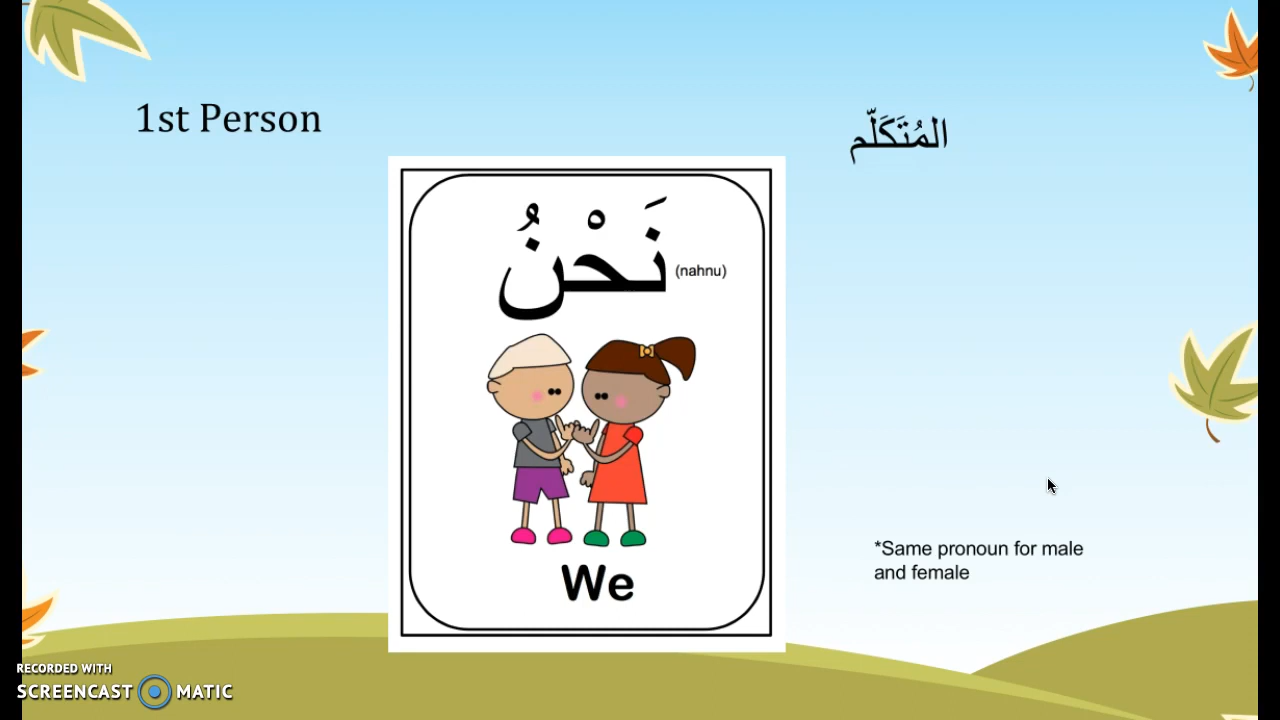 1st Person
المُتَكَلّم
نَحْنُ (nahnu)
We
*Same pronoun for male
and female
RECORDED WITH
SCREENCAST MATIC